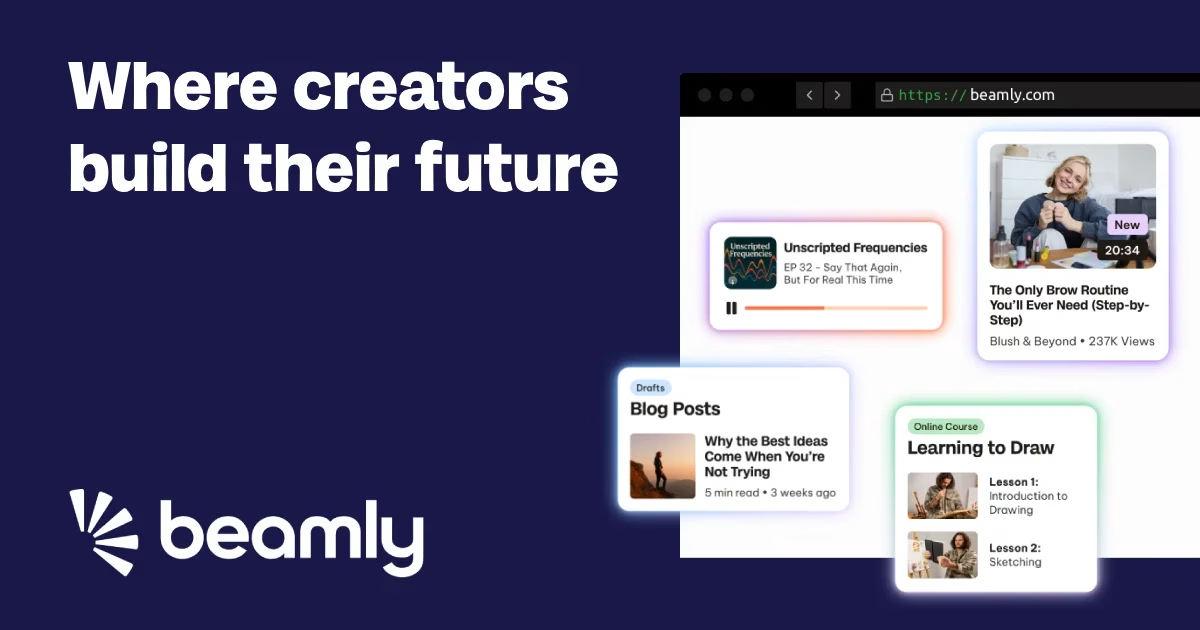 Where creators
build their future
https://beamly.com
Unscripted
Frequencies
Unscripted Frequencies
EP 32 - Say That Again,
But For Real This Time
New
20:34
The Only Brow Routine
You'll Ever Need (Step-by-
Step)
Blush & Beyond • 237K Views
Drafts
Blog Posts
Why the Best Ideas
Come When You're
Not Trying
5 min read • 3 weeks ago
Online Course
Learning to Draw
Lesson 1:
Introduction to
Drawing
Lesson 2:
Sketching
beamly